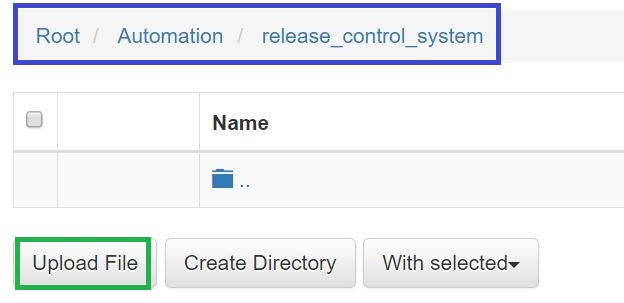 Root / Automation / release_control_system
Name
..
Upload File Create Directory With selected